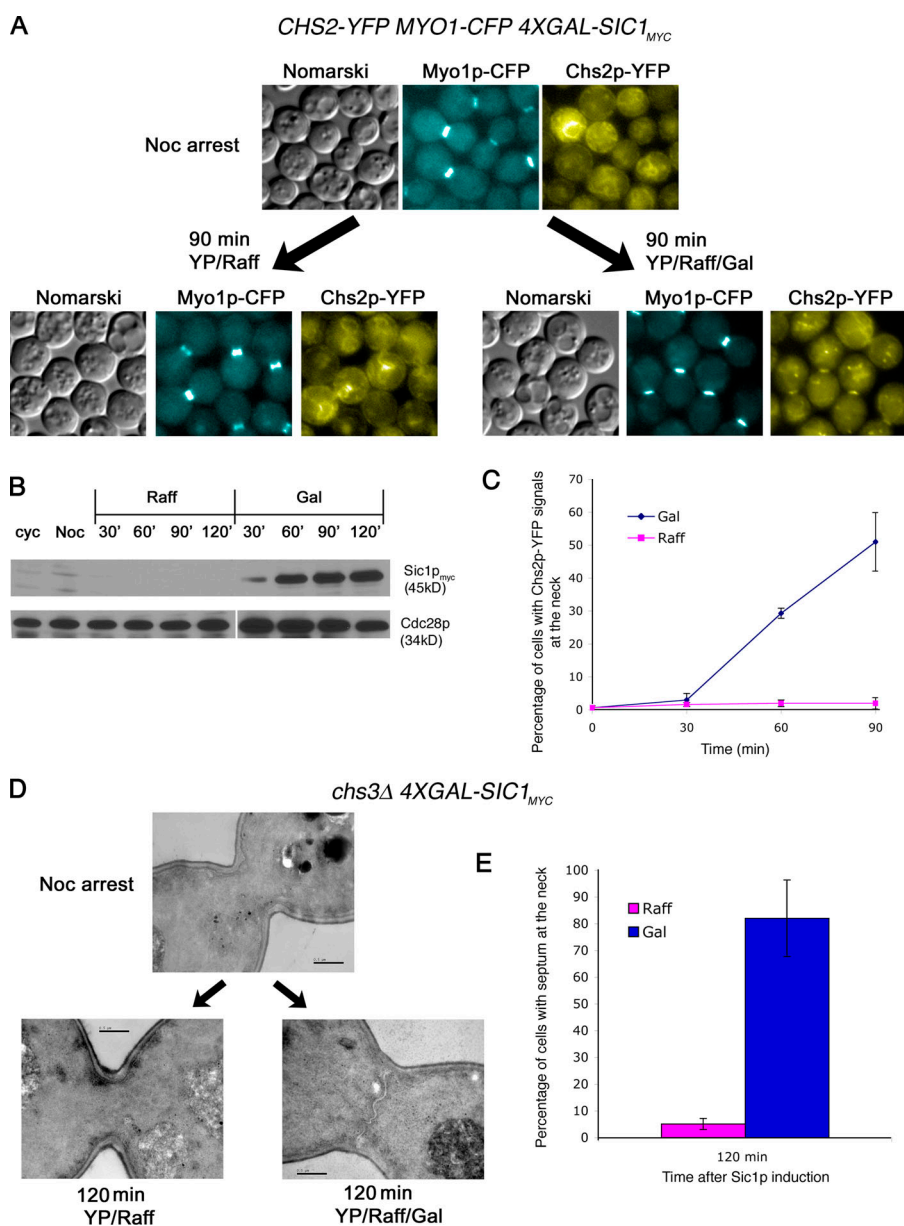 A
CHS2-YFP MYO1-CFP 4XGAL-SIC1MYC
Nomarski Myo1p-CFP Chs2p-YFP
Noc arrest
90 min
YP/Raff
90 min
YP/Raff/Gal
Nomarski Myo1p-CFP Chs2p-YFP
Nomarski Myo1p-CFP Chs2p-YFP
B
Raff Gal
cyc Noc 30' 60' 90' 120' 30' 60' 90' 120'
Sic1pmyc
(45kD)
Cdc28p
(34kD)
C
Percentage of cells with Chs2p-YFP signals
at the neck
70
60
50
40
30
20
10
0
Gal
Raff
0 30 60 90
Time (min)
D
chs3Δ 4XGAL-SIC1MYC
Noc arrest
120 min
YP/Raff
120 min
YP/Raff/Gal
E
Percentage of cells with septum at the neck
100
90
80
70
60
50
40
30
20
10
0
Raff
Gal
120 min
Time after Sic1p induction